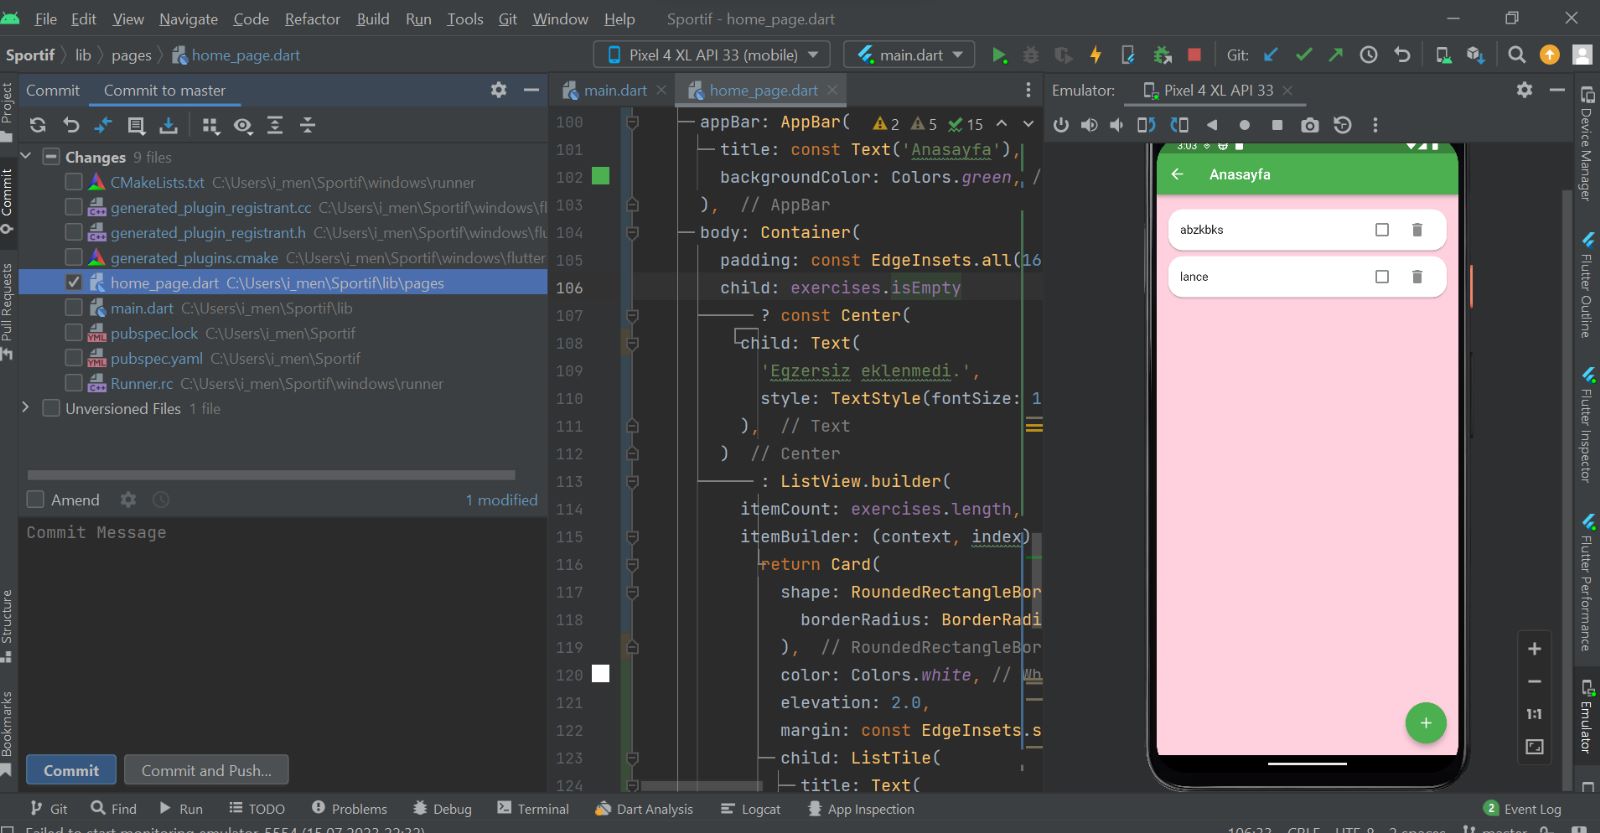 File Edit View Navigate Code Refactor Build Run Tools Git Window Help Sportif - home_page.dart
Sportif lib pages home_page.dart Pixel 4 XL API 33 (mobile) main.dart Git:
Commit Commit to master
main.dart home_page.dart
Emulator: Pixel 4 XL API 33
Project
Commit
Pull Requests
Structure
Bookmarks
Changes 9 files
CMakeLists.txt C:\Users\i_men\Sportif\windows\runner
generated_plugin_registrant.cc C:\Users\i_men\Sportif\windows\fl
generated_plugin_registrant.h C:\Users\i_men\Sportif\windows\flu
generated_plugins.cmake C:\Users\i_men\Sportif\windows\flutter
home_page.dart C:\Users\i_men\Sportif\lib\pages
main.dart C:\Users\i_men\Sportif\lib
pubspec.lock C:\Users\i_men\Sportif
pubspec.yaml C:\Users\i_men\Sportif
Runner.rc C:\Users\i_men\Sportif\windows\runner
Unversioned Files 1 file
Amend 1 modified
Commit Message
Commit Commit and Push...
2 5 15
100 appBar: AppBar(
101 title: const Text('Anasayfa'),
102 backgroundColor: Colors.green, /
103 ), // AppBar
104 body: Container(
105 padding: const EdgeInsets.all(16
106 child: exercises.isEmpty
107 ? const Center(
108 child: Text(
109 'Egzersiz eklenmedi.',
110 style: TextStyle(fontSize: 1
111 ), // Text
112 ) // Center
113 : ListView.builder(
114 itemCount: exercises.length,
115 itemBuilder: (context, index)
116 return Card(
117 shape: RoundedRectangleBor
118 borderRadius: BorderRadi
119 ), // RoundedRectangleBor
120 color: Colors.white, // Wh
121 elevation: 2.0,
122 margin: const EdgeInsets.s
123 child: ListTile(
124 title: Text(
3:03
Anasayfa
abzkbks
lance
+
1:1
Device Manager
Flutter Outline
Flutter Inspector
Flutter Performance
Emulator
Git Find Run TODO Problems Debug Terminal Dart Analysis Logcat App Inspection 2 Event Log
Failed to start monitoring emulator-5554 (15.07.2023 22:32) 106:33 CRLF UTF-8 2 spaces master